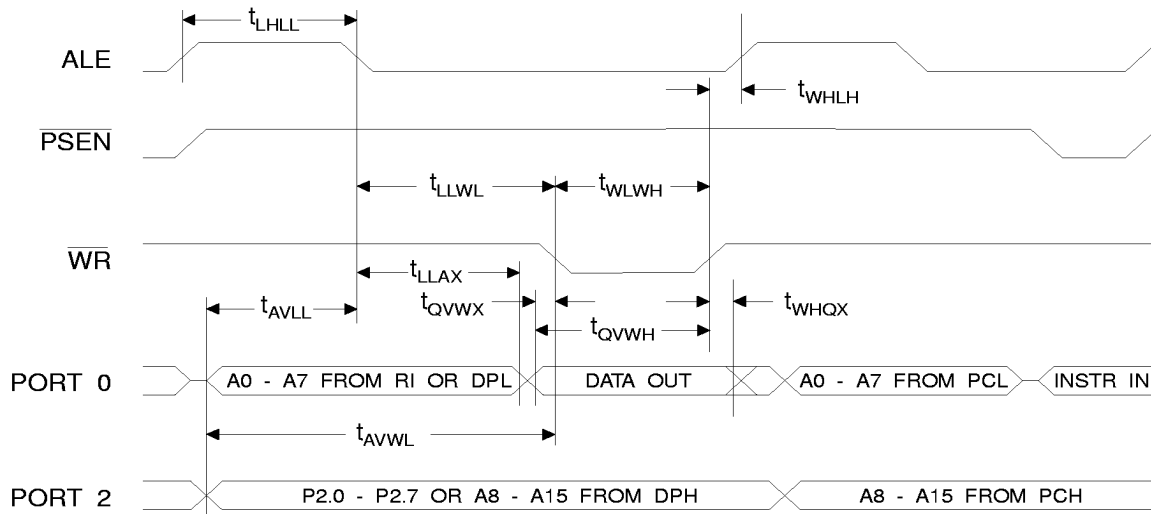 tLHLL
ALE
tWHLH
PSEN
tLLWL
tWLWH
WR
tLLAX
tAVLL
tQVWX
tWHQX
tQVWH
PORT 0
A0 - A7 FROM RI OR DPL
DATA OUT
A0 - A7 FROM PCL
INSTR IN
tAVWL
PORT 2
P2.0 - P2.7 OR A8 - A15 FROM DPH
A8 - A15 FROM PCH